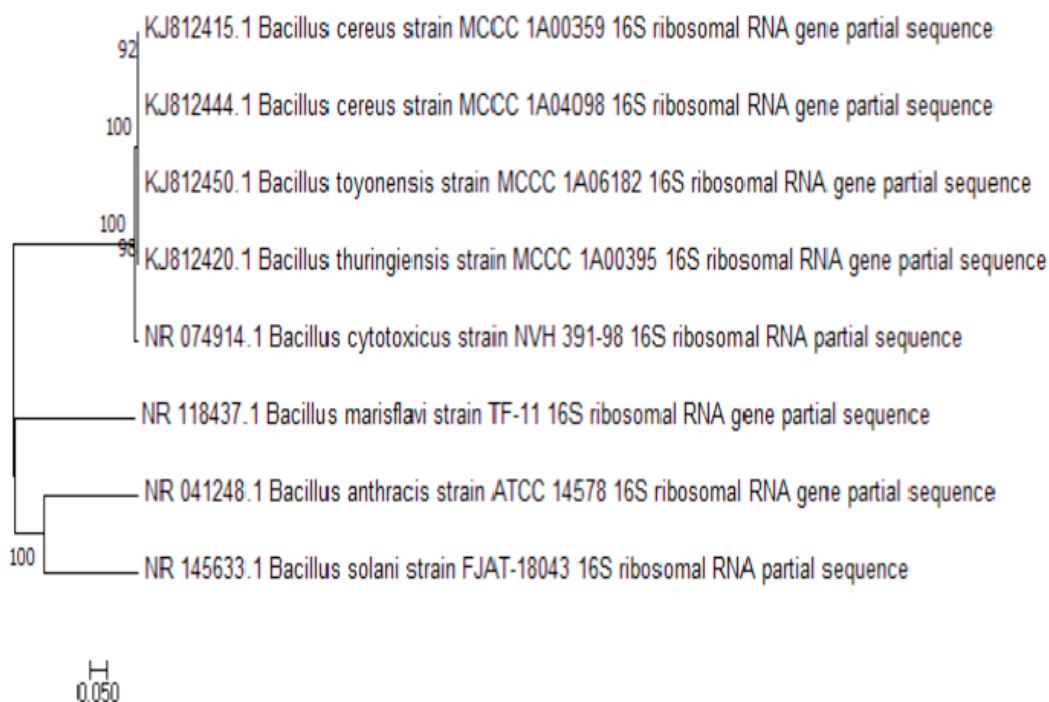 92
KJ812415.1 Bacillus cereus strain MCCC 1A00359 16S ribosomal RNA gene partial sequence
KJ812444.1 Bacillus cereus strain MCCC 1A04098 16S ribosomal RNA gene partial sequence
100
KJ812450.1 Bacillus toyonensis strain MCCC 1A06182 16S ribosomal RNA gene partial sequence
100
98
KJ812420.1 Bacillus thuringiensis strain MCCC 1A00395 16S ribosomal RNA gene partial sequence
NR 074914.1 Bacillus cytotoxicus strain NVH 391-98 16S ribosomal RNA partial sequence
NR 118437.1 Bacillus marisflavi strain TF-11 16S ribosomal RNA gene partial sequence
NR 041248.1 Bacillus anthracis strain ATCC 14578 16S ribosomal RNA gene partial sequence
100
NR 145633.1 Bacillus solani strain FJAT-18043 16S ribosomal RNA partial sequence
0.050